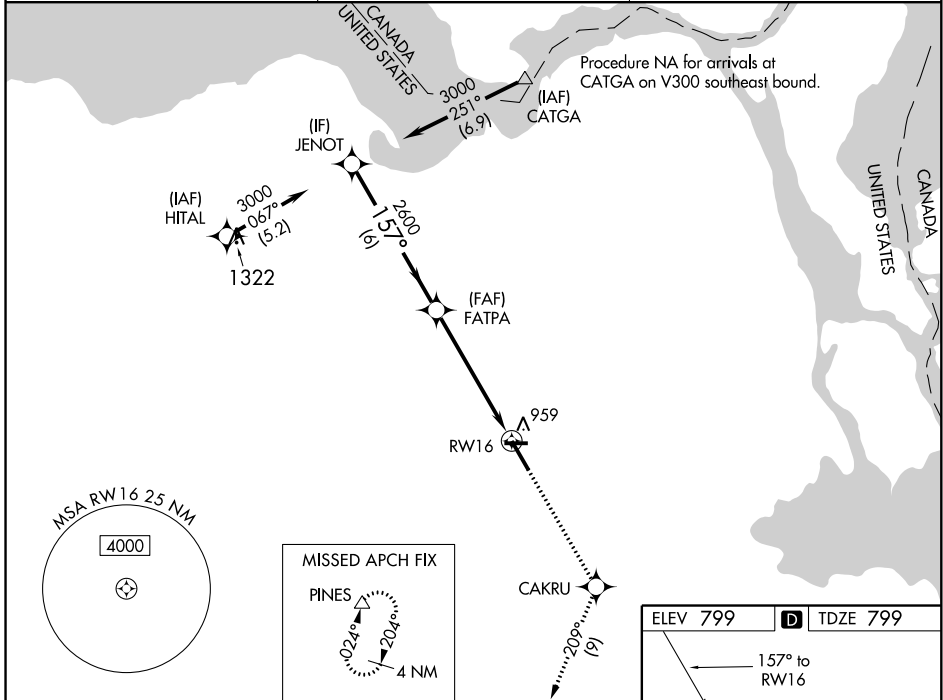 CANADA
UNITED STATES
Procedure NA for arrivals at
CATGA on V300 southeast bound.
3000
251°
(6.9)
(IAF)
CATGA
(IF)
JENOT
(IAF)
HITAL
3000
067°
(5.2)
1322
2600
157°
(6)
(FAF)
FATPA
UNITED STATES
CANADA
959
RW16
MSA RW16 25 NM
4000
MISSED APCH FIX
PINES
024°
204°
4 NM
CAKRU
209°
(9)
ELEV 799
D
TDZE 799
157° to
RW16